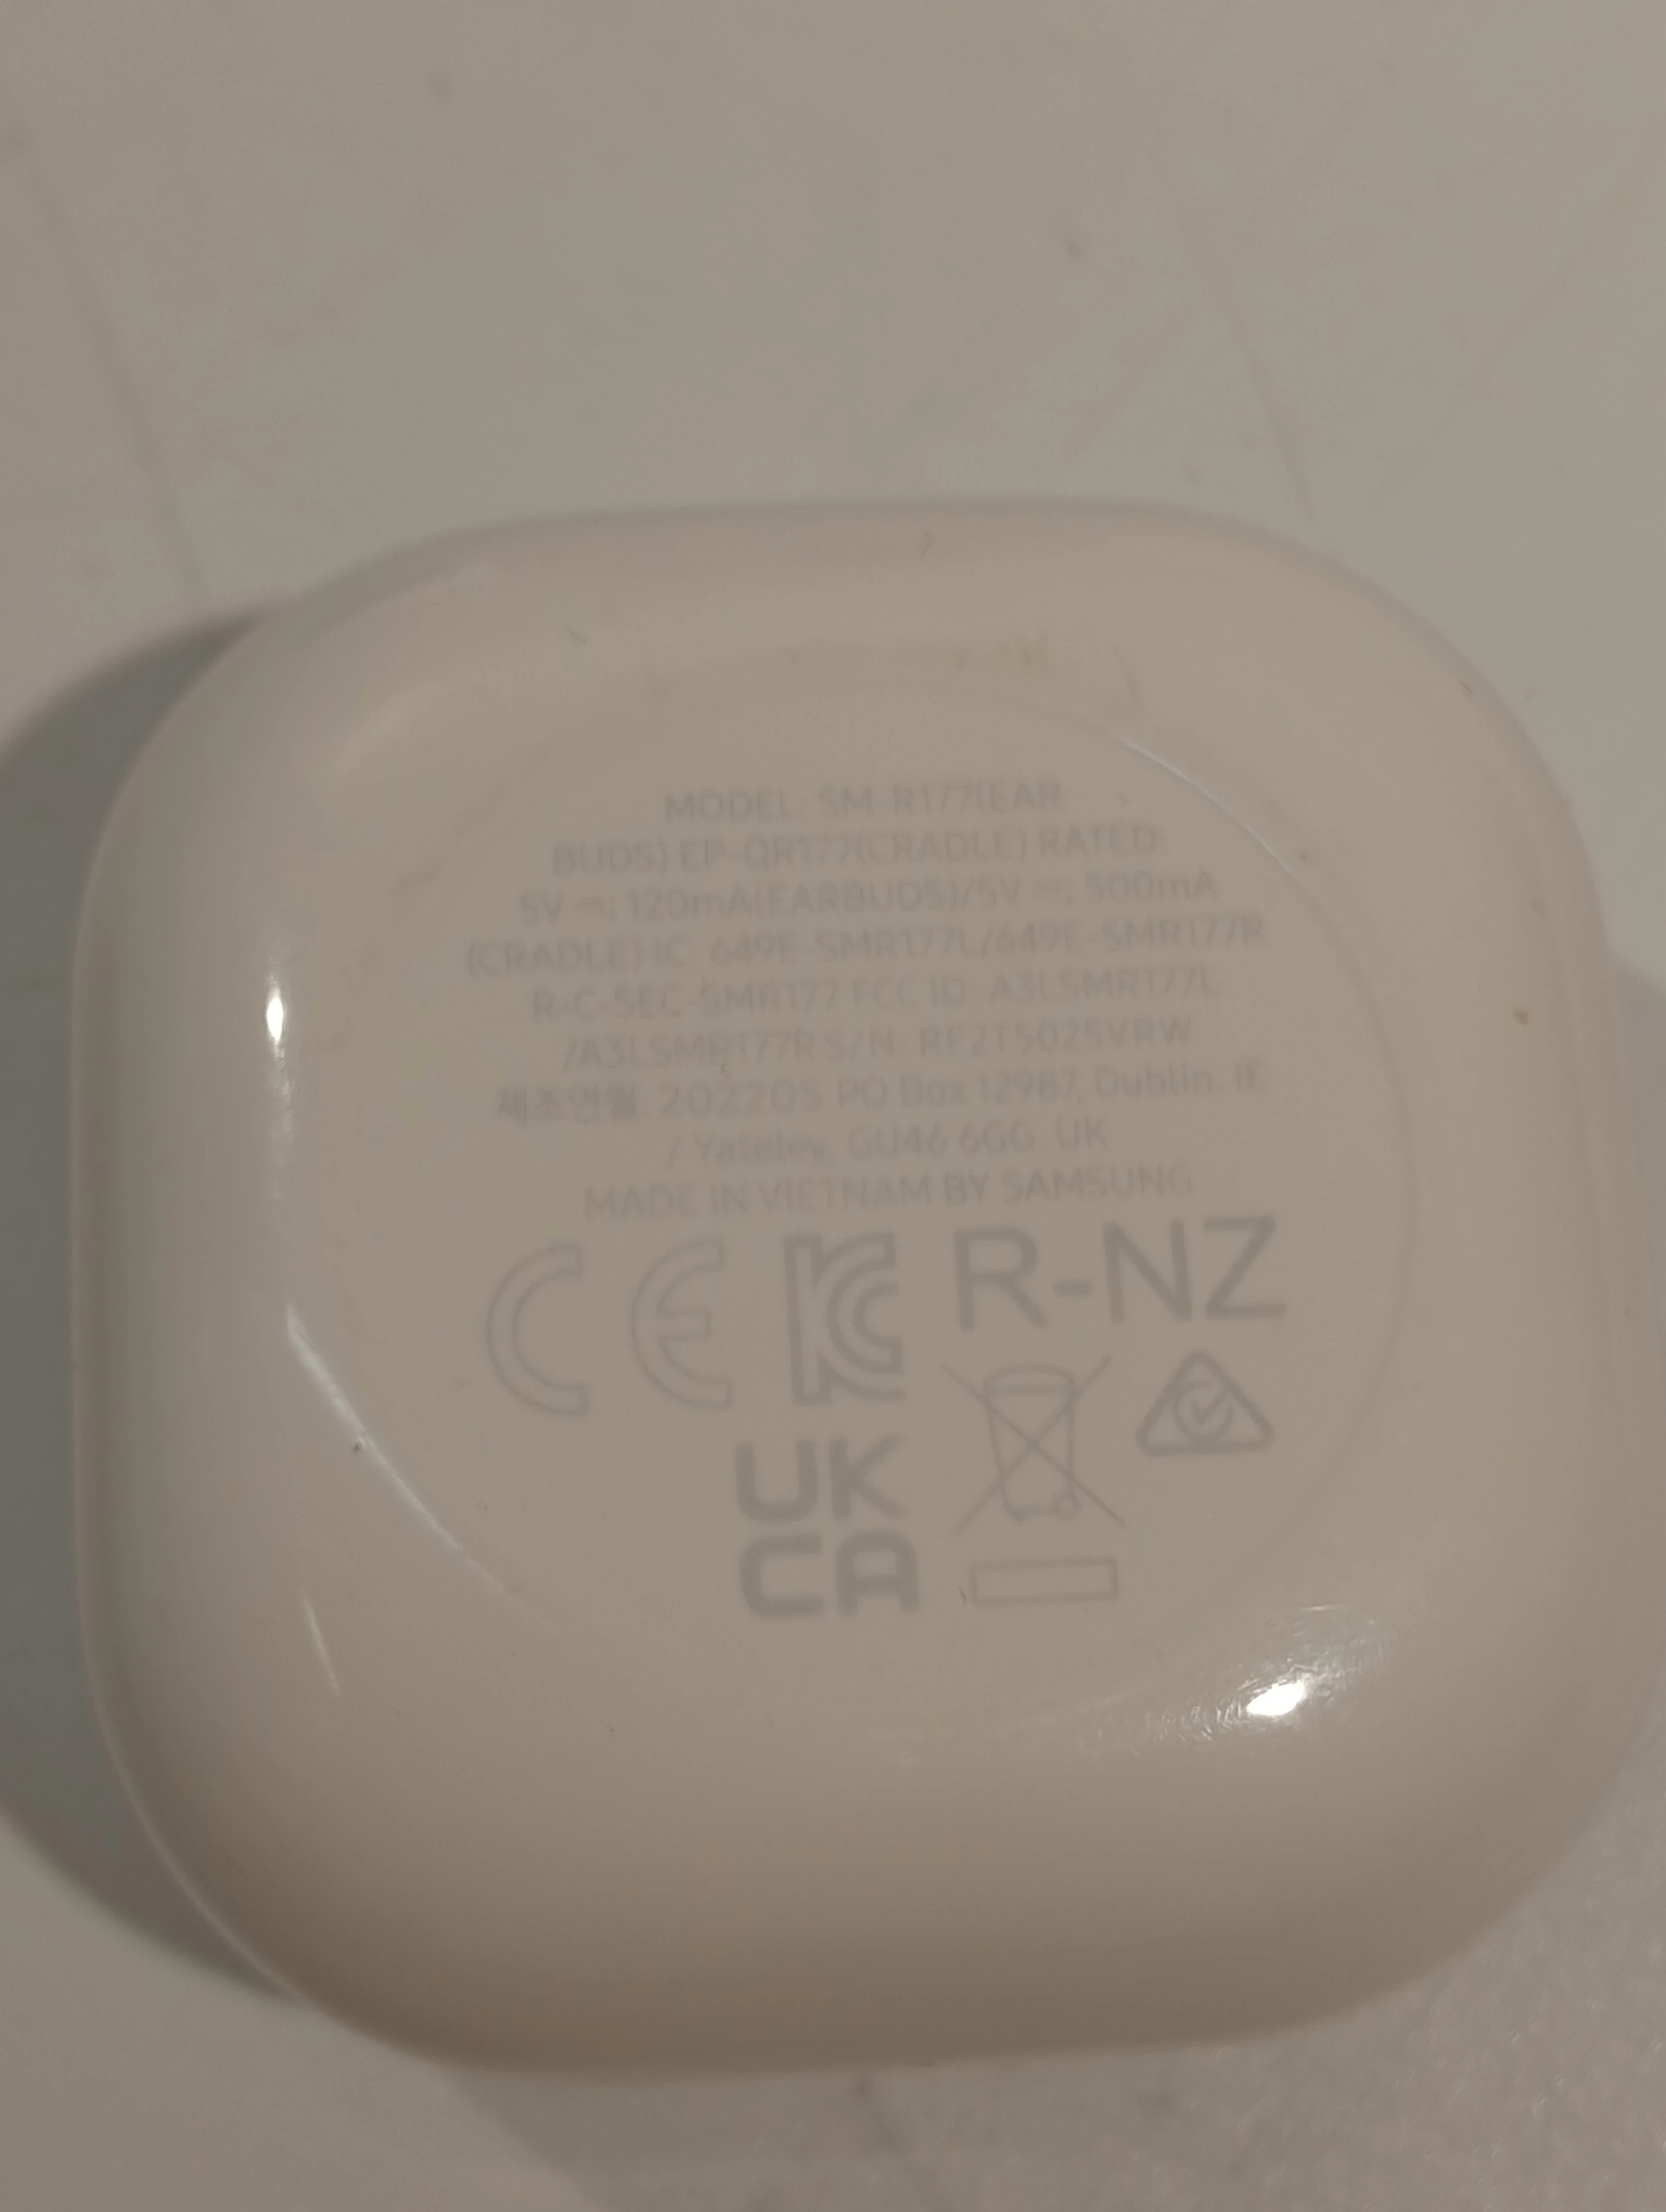 MODEL: SM-R177(EAR
BUDS) EP-QR177(CRADLE) RATED:
5V ⎓; 120mA(EARBUDS)/5V ⎓; 500mA
(CRADLE) IC: 649E-SMR177L/649E-SMR177R
R-C-SEC-SMR177 FCC ID: A3LSMR177L
/A3LSMR177R S/N: RF2T5025VRW
제조연월: 202205 PO Box 12987, Dublin. IE
/ Yateley, GU46 6GG. UK
MADE IN VIETNAM BY SAMSUNG
CE KC R-NZ
UK
CA